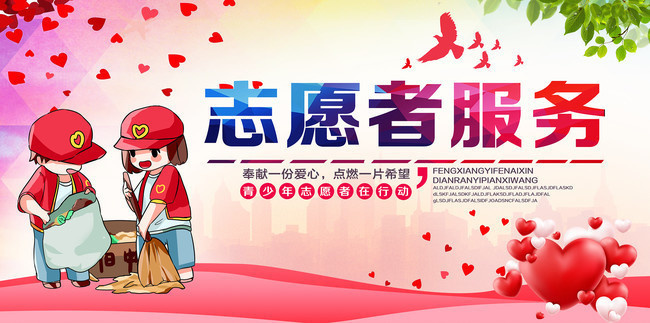 志愿者服务
奉献一份爱心，点燃一片希望
青少年志愿者在行动
FENGXIANGYIFENAIXIN
DIANRANYIPIANXIWANG